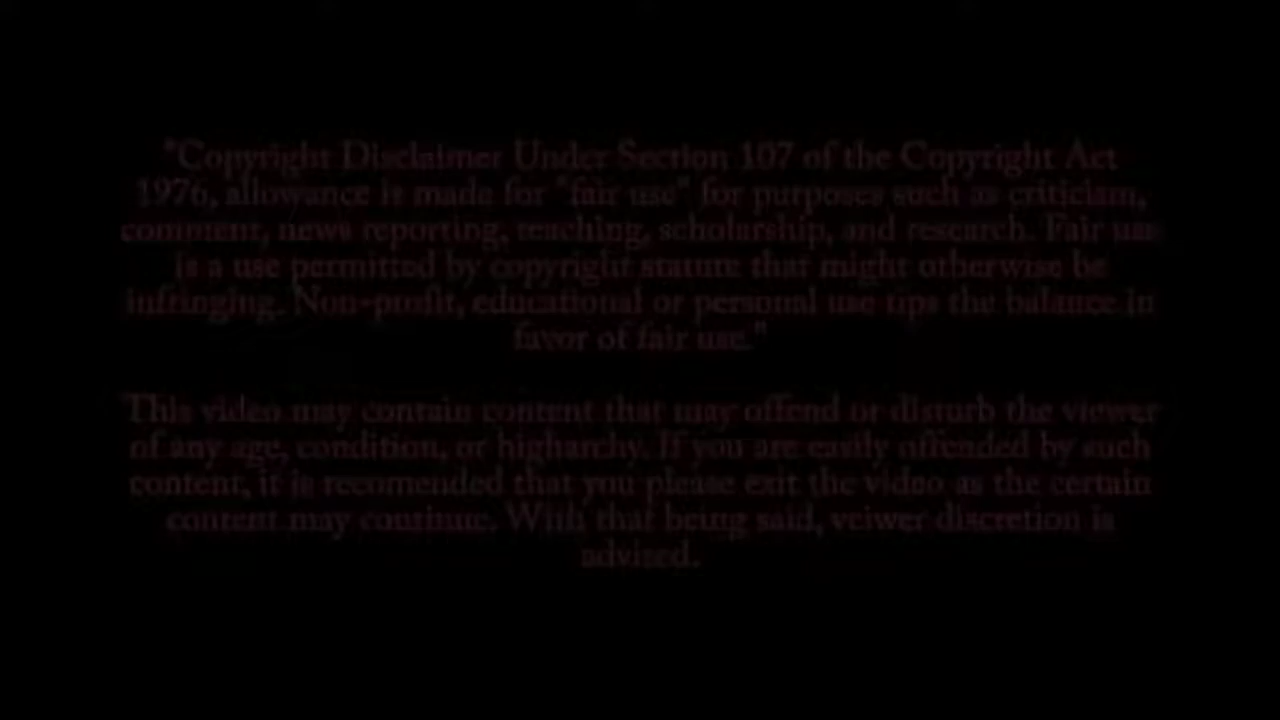 "Copyright Disclaimer Under Section 107 of the Copyright Act
1976, allowance is made for "fair use" for purposes such as criticism,
comment, news reporting, teaching, scholarship, and research. Fair use
is a use permitted by copyright statute that might otherwise be
infringing. Non-profit, educational or personal use tips the balance in
favor of fair use."
This video may contain content that may offend or disturb the viewer
of any age, condition, or higharchy. If you are easily offended by such
content, it is recomended that you please exit the video as the certain
content may continue. With that being said, veiwer discretion is
advized.